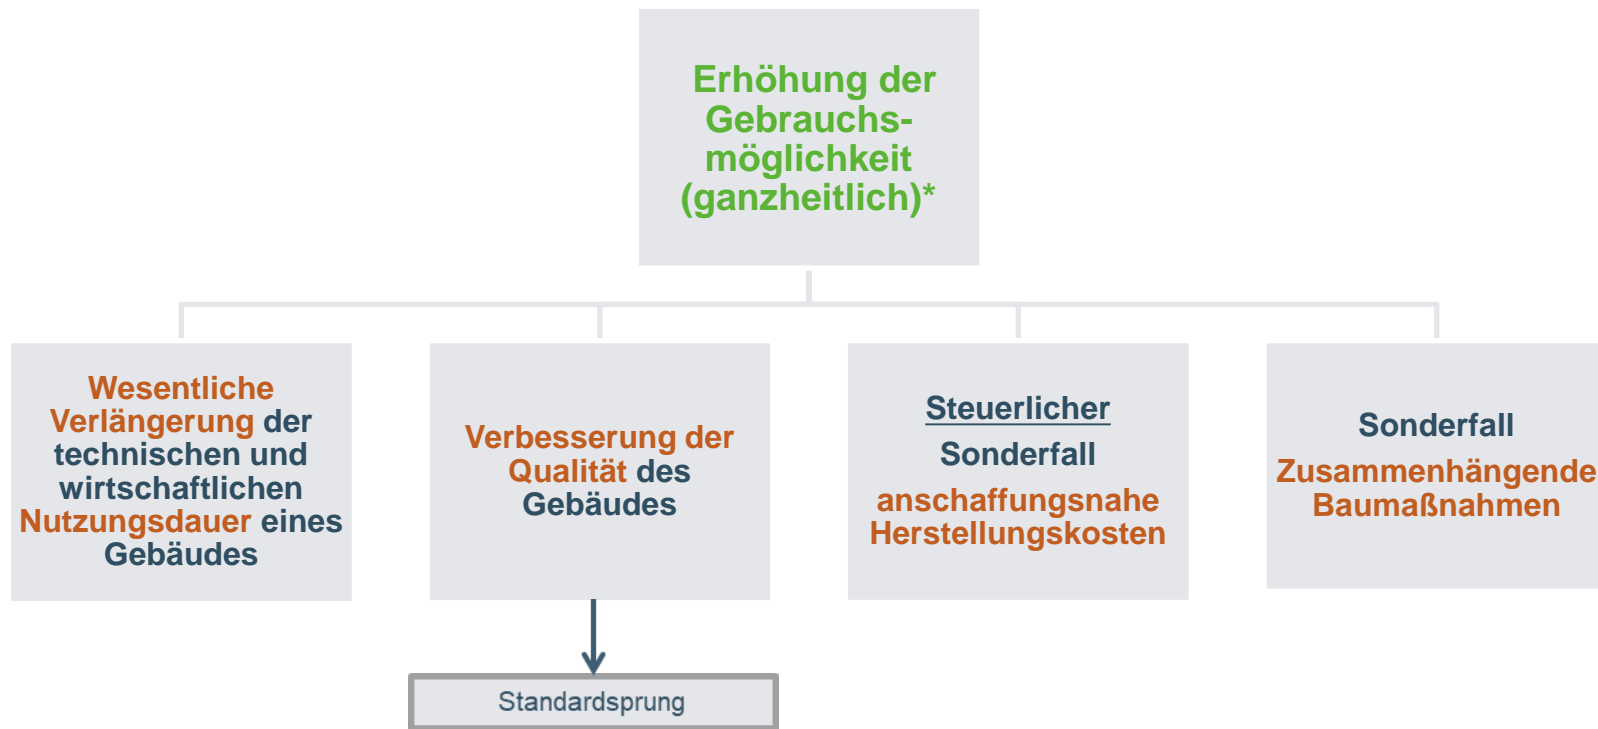 Erhöhung der
Gebrauchs-
möglichkeit
(ganzheitlich)*
Wesentliche
Verlängerung der
technischen und
wirtschaftlichen
Nutzungsdauer eines
Gebäudes
Verbesserung der
Qualität des
Gebäudes
Steuerlicher
Sonderfall
anschaffungsnahe
Herstellungskosten
Sonderfall
Zusammenhängende
Baumaßnahmen
Standardsprung